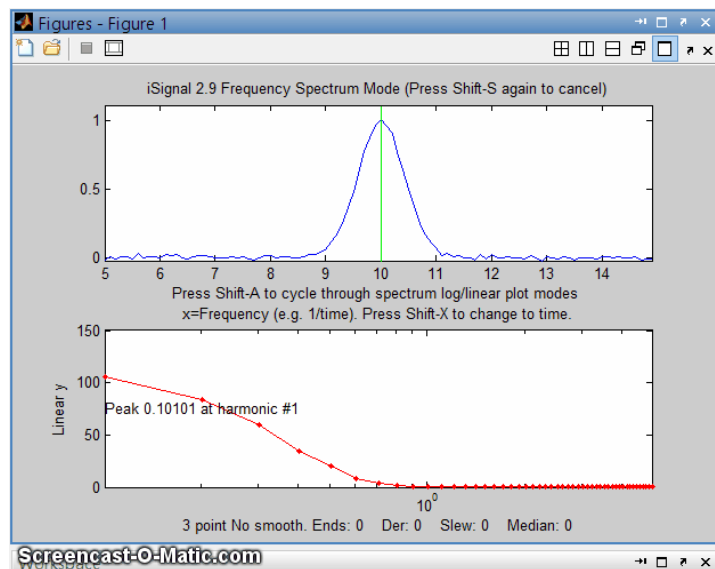 Figures - Figure 1
iSignal 2.9 Frequency Spectrum Mode (Press Shift-S again to cancel)
1
0.5
0
5 6 7 8 9 10 11 12 13 14
Press Shift-A to cycle through spectrum log/linear plot modes
x=Frequency (e.g. 1/time). Press Shift-X to change to time.
150
100
50
0
Linear y
Peak 0.10101 at harmonic #1
10^0
3 point No smooth. Ends: 0 Der: 0 Slew: 0 Median: 0
Screencast-O-Matic.com
Workspace